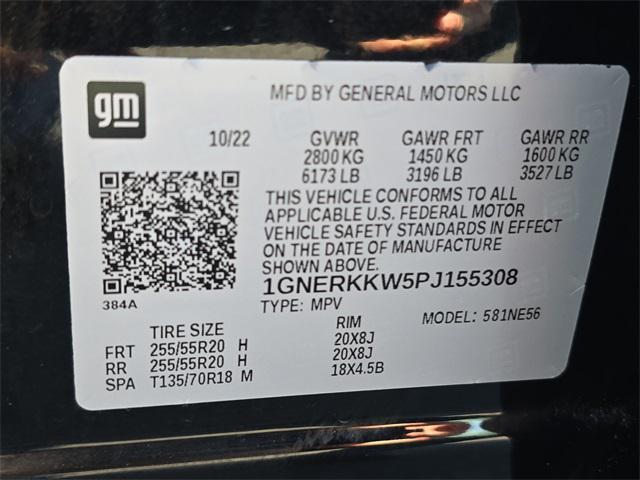 gm
MFD BY GENERAL MOTORS LLC
10/22 GVWR GAWR FRT GAWR RR
2800 KG 1450 KG 1600 KG
6173 LB 3196 LB 3527 LB
THIS VEHICLE CONFORMS TO ALL
APPLICABLE U.S. FEDERAL MOTOR
VEHICLE SAFETY STANDARDS IN EFFECT
ON THE DATE OF MANUFACTURE
SHOWN ABOVE.
1GNERKKW5PJ155308
384A
TYPE: MPV MODEL: 581NE56
TIRE SIZE RIM
FRT 255/55R20 H 20X8J
RR 255/55R20 H 20X8J
SPA T135/70R18 M 18X4.5B